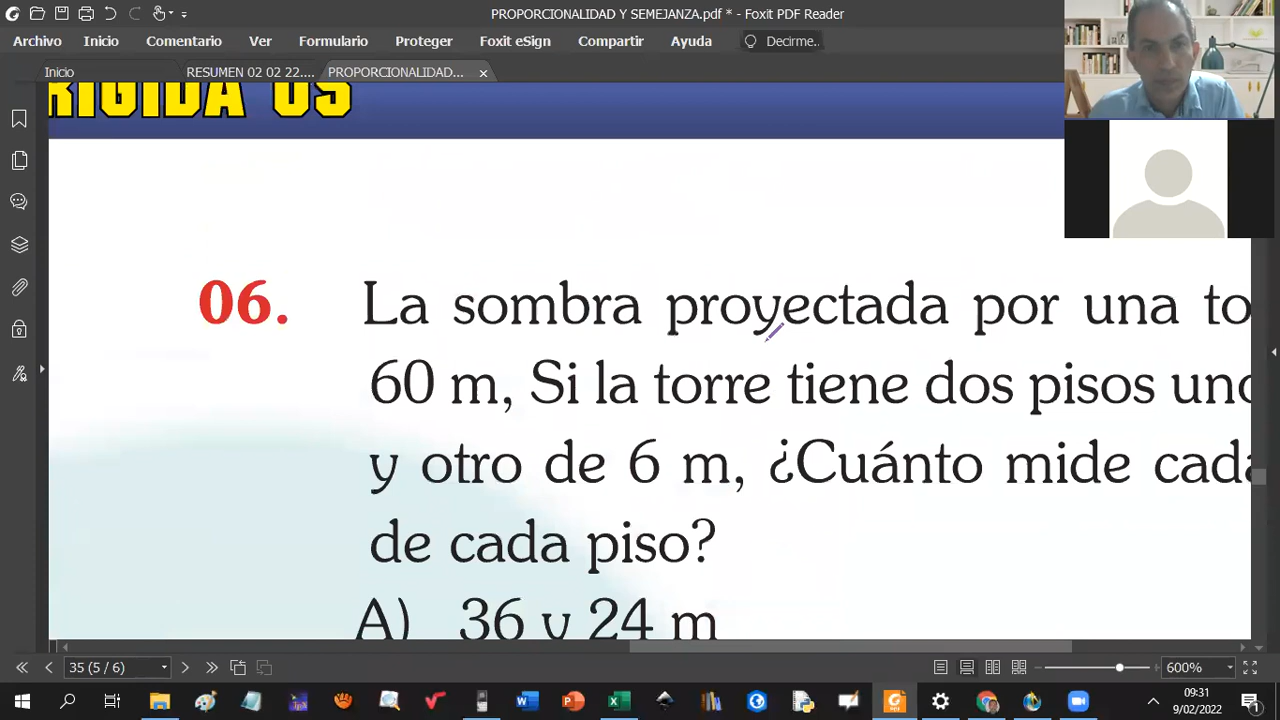 PROPORCIONALIDAD Y SEMEJANZA.pdf * - Foxit PDF Reader
Archivo Inicio Comentario Ver Formulario Proteger Foxit eSign Compartir Ayuda Decirme..
Inicio RESUMEN 02 02 22.... PROPORCIONALIDAD...
RIGIDA 05
06. La sombra proyectada por una to
60 m, Si la torre tiene dos pisos uno
y otro de 6 m, ¿Cuánto mide cada
de cada piso?
A) 36 y 24 m
35 (5 / 6) 600%
09:31
9/02/2022